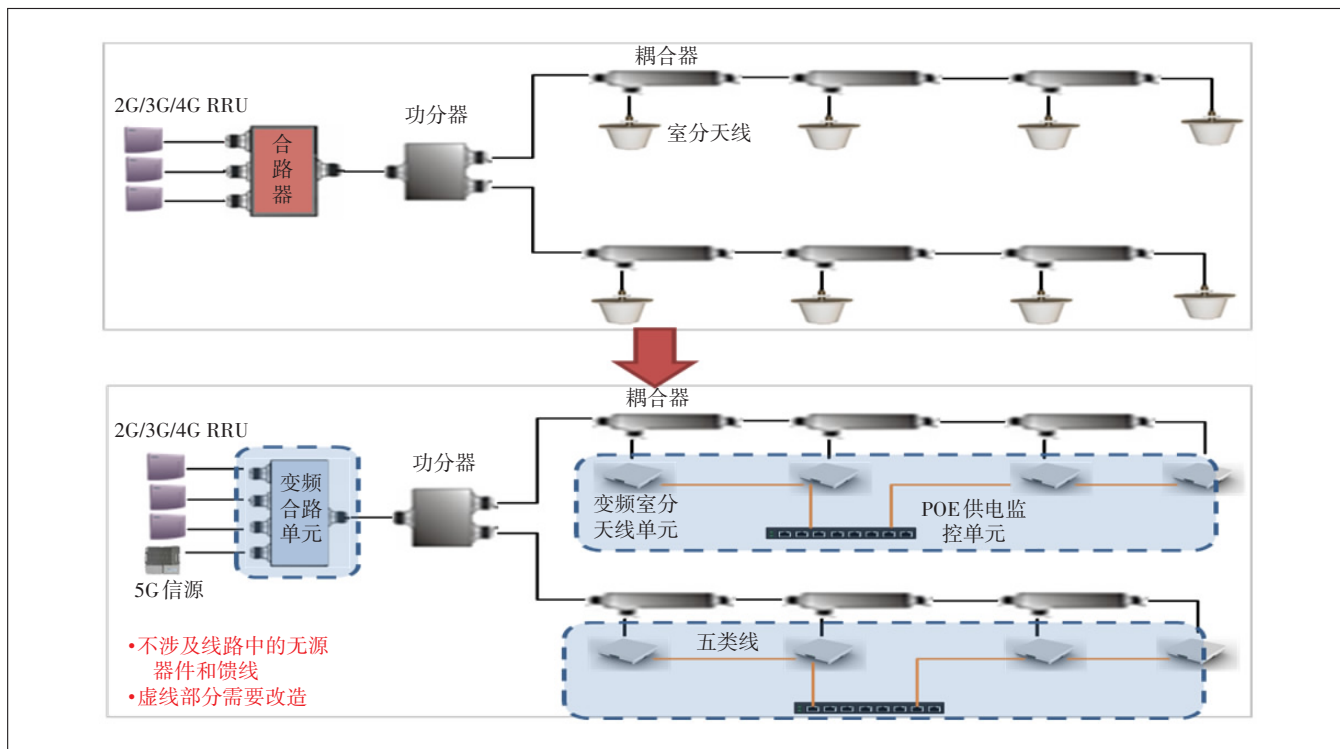 耦合器
2G/3G/4G RRU
功分器
室分天线
合
路
器
耦合器
2G/3G/4G RRU
功分器
变频
合路
单元
变频室分
天线单元
POE供电监
控单元
5G信源
•不涉及线路中的无源
器件和馈线
•虚线部分需要改造
五类线